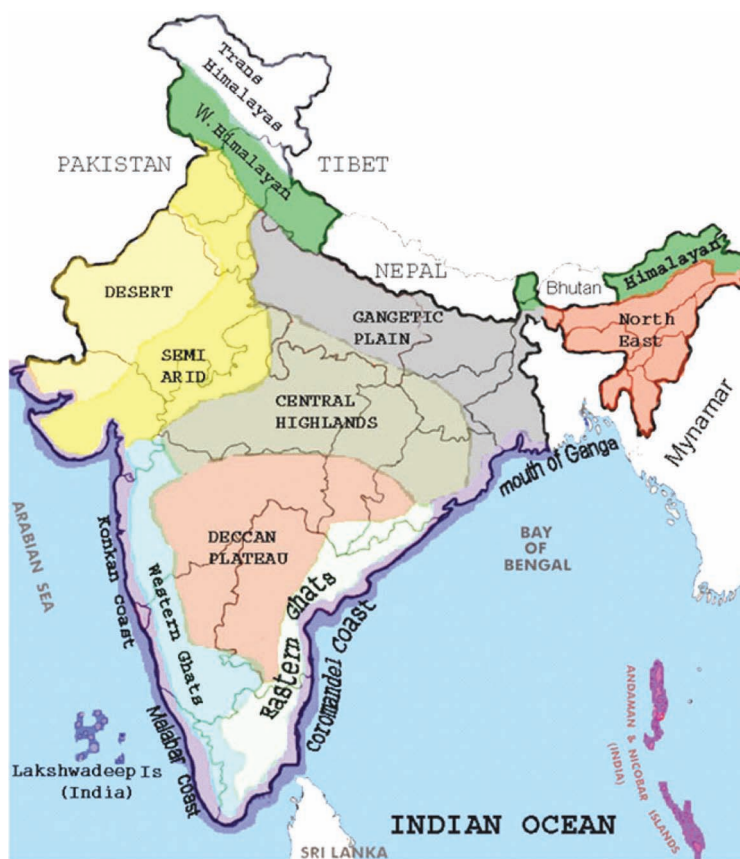 Trans
Himalayas
W.Himalayan
PAKISTAN
TIBET
NEPAL
Bhutan
Himalayan
DESERT
GANGETIC
PLAIN
North
East
SEMI
ARID
CENTRAL
HIGHLANDS
Mynamar
mouth of Ganga
ARABIAN SEA
Konkan coast
DECCAN
PLATEAU
BAY
OF
BENGAL
Western Ghats
Eastern Ghats
Coromandel Coast
Malabar coast
Lakshwadeep Is
(India)
ANDAMAN & NICOBAR ISLANDS
(INDIA)
INDIAN OCEAN
SRI LANKA